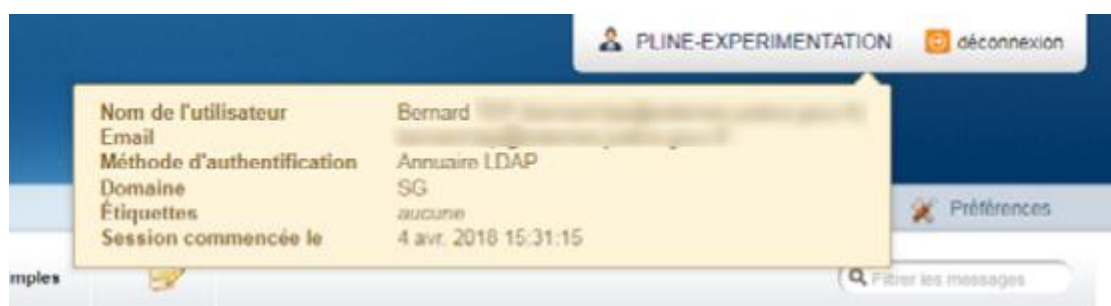 PLINE-EXPERIMENTATION déconnexion
Nom de l'utilisateur Bernard
Email
Méthode d'authentification Annuaire LDAP
Domaine SG
Étiquettes aucune
Préférences
Session commencée le 4 avr. 2018 15:31:15
mples
Filtrer les messages